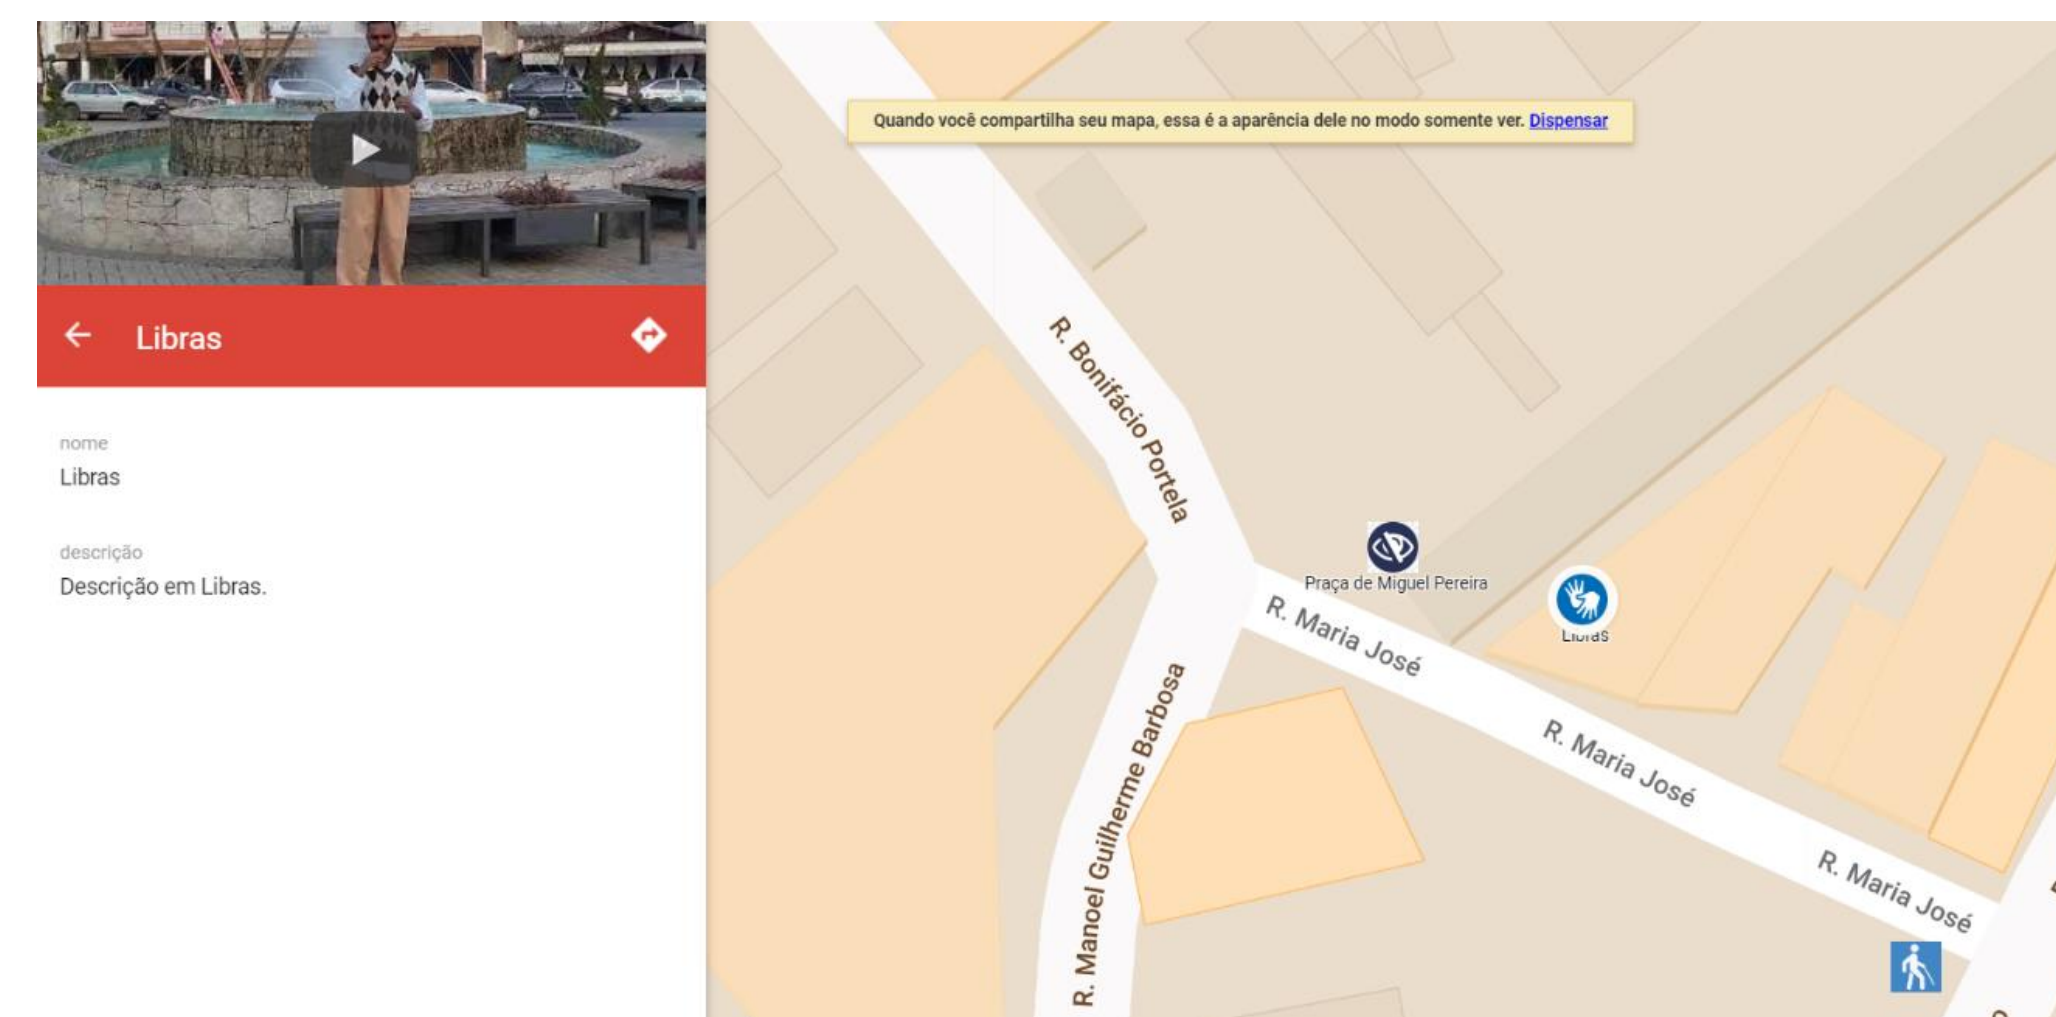 Quando você compartilha seu mapa, essa é a aparência dele no modo somente ver. Dispensar
Libras
nome
Libras
descrição
Descrição em Libras.
R. Bonifácio Portela
Praça de Miguel Pereira
Libras
R. Maria José
R. Maria José
R. Maria José
R. Manoel Guilherme Barbosa